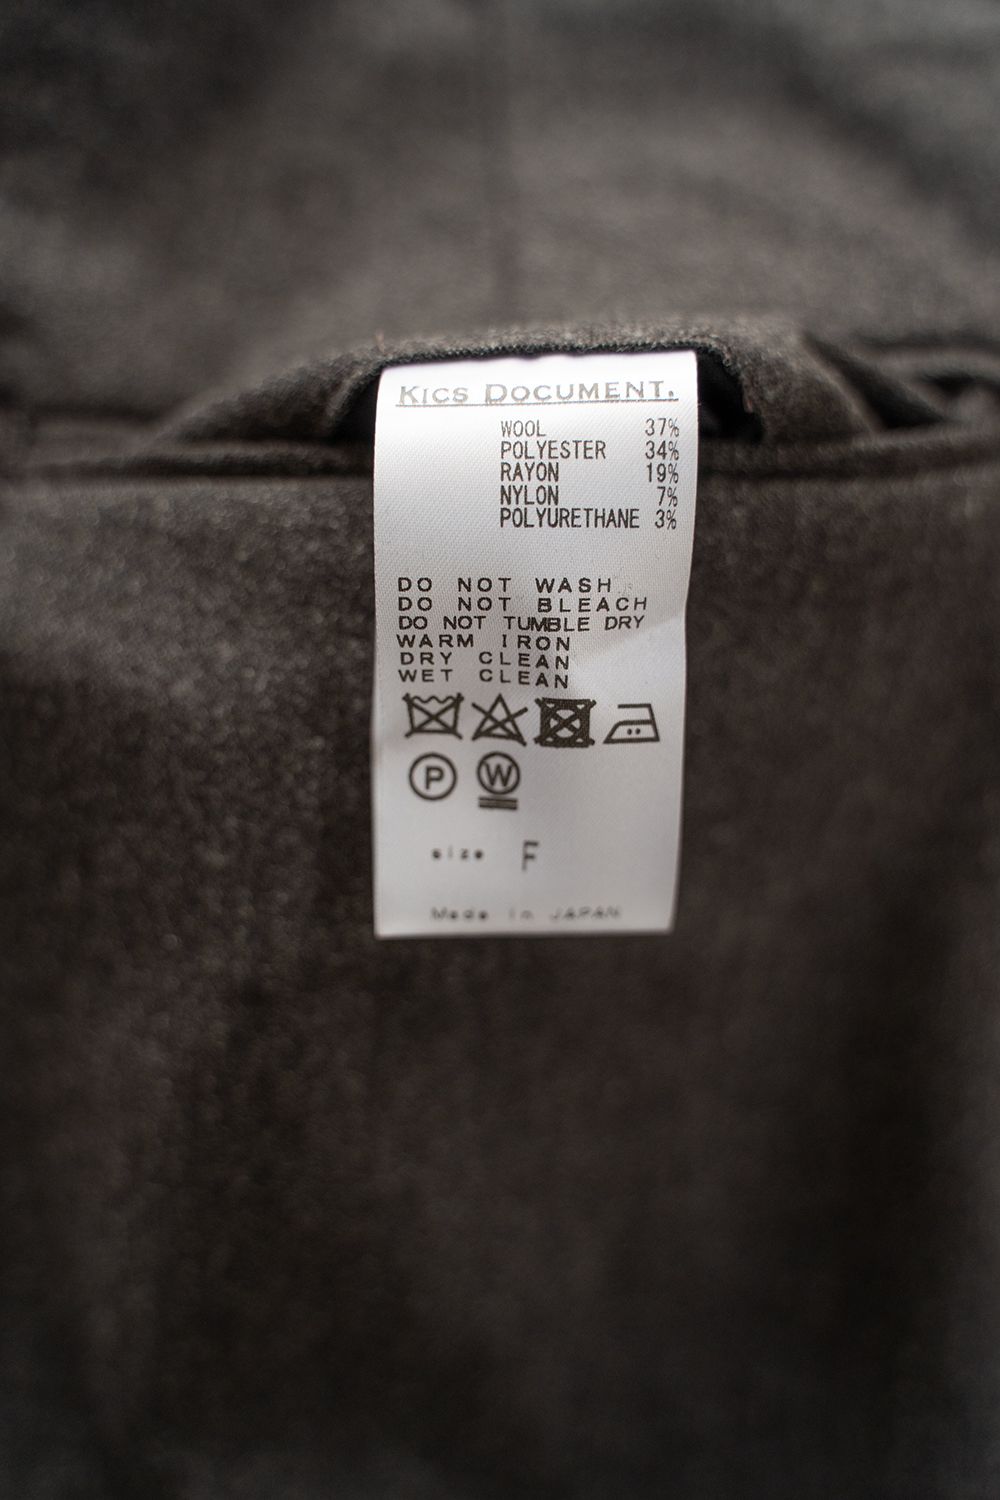 KICS DOCUMENT.
WOOL 37%
POLYESTER 34%
RAYON 19%
NYLON 7%
POLYURETHANE 3%
DO NOT WASH
DO NOT BLEACH
DO NOT TUMBLE DRY
WARM IRON
DRY CLEAN
WET CLEAN
P W
size F
Made in JAPAN